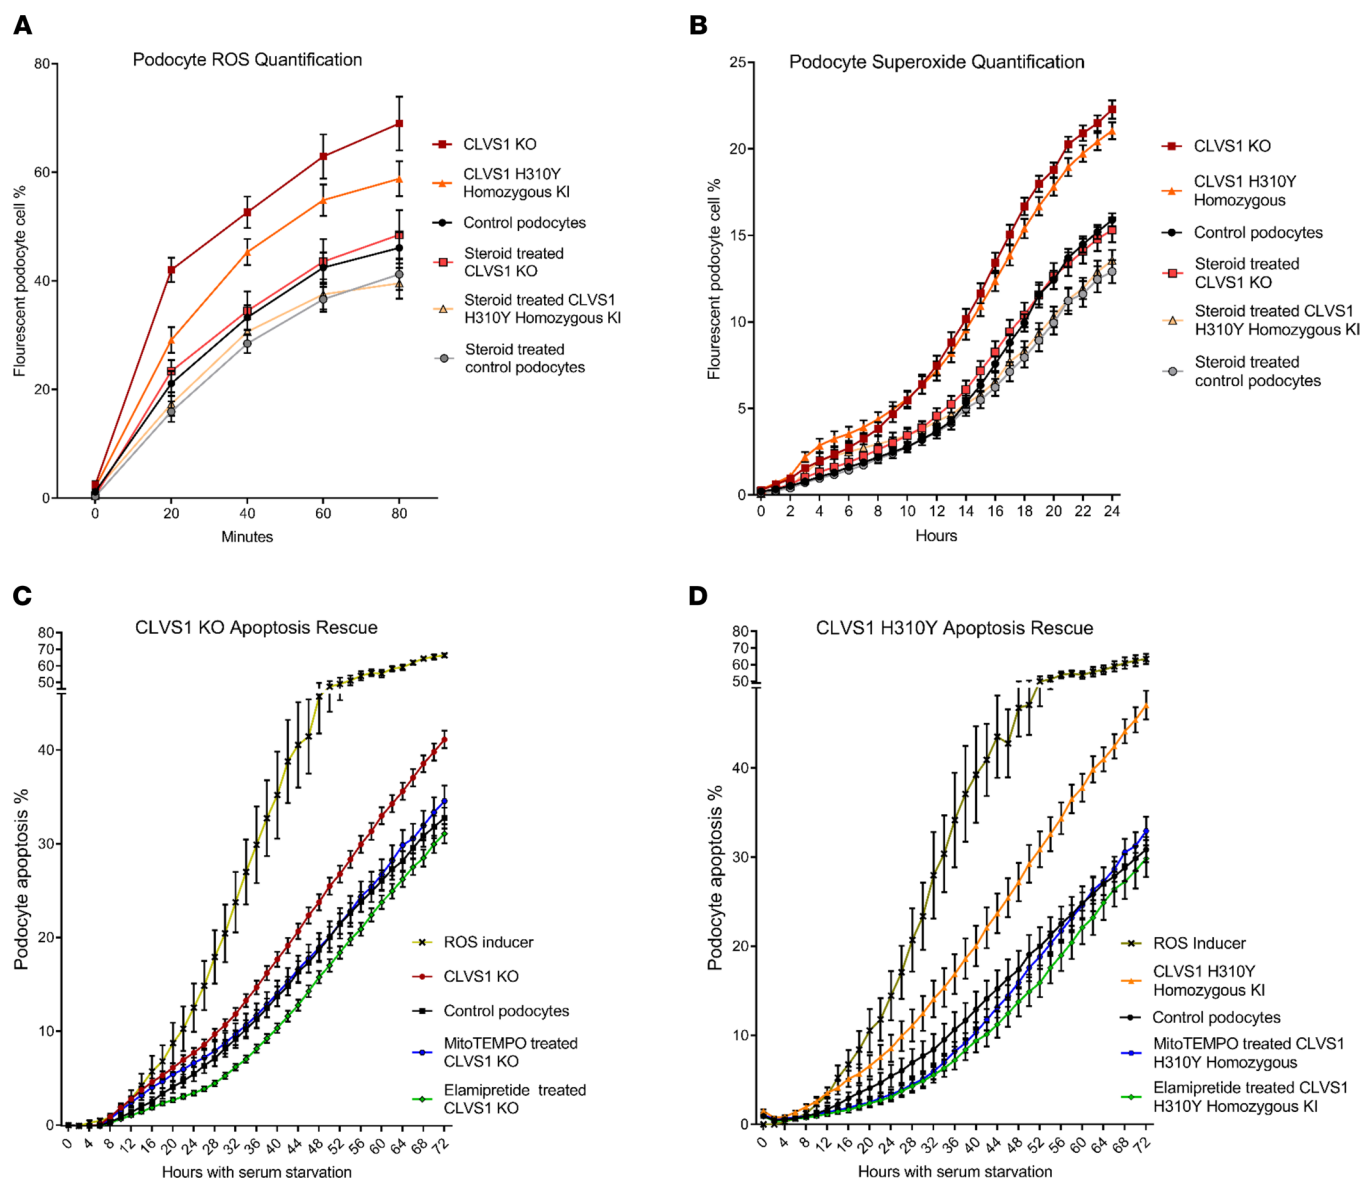 A
Podocyte ROS Quantification
Flourescent podocyte cell %
80
60
40
20
0
0 20 40 60 80
Minutes
CLVS1 KO
CLVS1 H310Y
Homozygous KI
Control podocytes
Steroid treated
CLVS1 KO
Steroid treated CLVS1
H310Y Homozygous KI
Steroid treated
control podocytes
B
Podocyte Superoxide Quantification
Flourescent podocyte cell %
25
20
15
10
5
0
0 2 4 6 8 10 12 14 16 18 20 22 24
Hours
CLVS1 KO
CLVS1 H310Y
Homozygous
Control podocytes
Steroid treated
CLVS1 KO
Steroid treated CLVS1
H310Y Homozygous KI
Steroid treated
control podocytes
C
CLVS1 KO Apoptosis Rescue
Podocyte apoptosis %
80
70
60
50
40
30
20
10
0
0 4 8 12 16 20 24 28 32 36 40 44 48 52 56 60 64 68 72
Hours with serum starvation
ROS inducer
CLVS1 KO
Control podocytes
MitoTEMPO treated
CLVS1 KO
Elamipretide treated
CLVS1 KO
D
CLVS1 H310Y Apoptosis Rescue
Podocyte apoptosis %
80
70
60
50
40
30
20
10
0
0 4 8 12 16 20 24 28 32 36 40 44 48 52 56 60 64 68 72
Hours with serum starvation
ROS Inducer
CLVS1 H310Y
Homozygous KI
Control podocytes
MitoTEMPO treated CLVS1
H310Y Homozygous
Elamipretide treated CLVS1
H310Y Homozygous KI